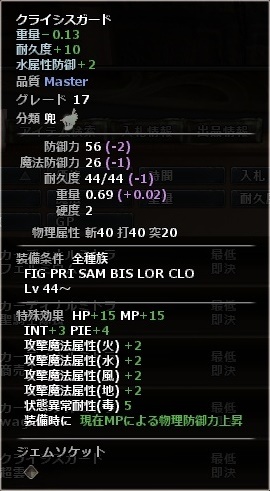 クライシスガード
重量－0.13
耐久度+10
水属性防御+2
品質 Master
グレード 17
分類 兜
防御力 56 (-2)
魔法防御力 26 (-1)
耐久度 44/44 (-1)
重量 0.69 (+0.02)
硬度 2
物理属性 斬40 打40 突20
装備条件 全種族
FIG PRI SAM BIS LOR CLO
Lv 44～
特殊効果 HP+15 MP+15
INT+3 PIE+4
攻撃魔法属性(火) +2
攻撃魔法属性(水) +2
攻撃魔法属性(風) +2
攻撃魔法属性(地) +2
状態異常耐性(毒) 5
装備時に 現在MPによる物理防御力上昇
ジェムソケット